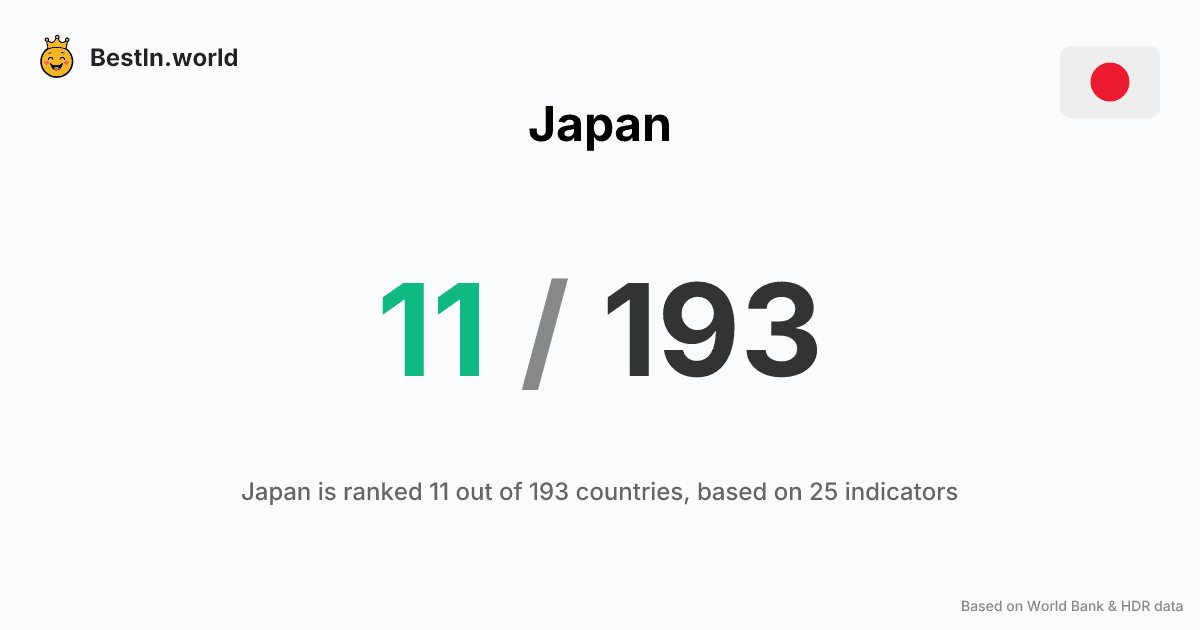 BestIn.world
Japan
11 / 193
Japan is ranked 11 out of 193 countries, based on 25 indicators
Based on World Bank & HDR data